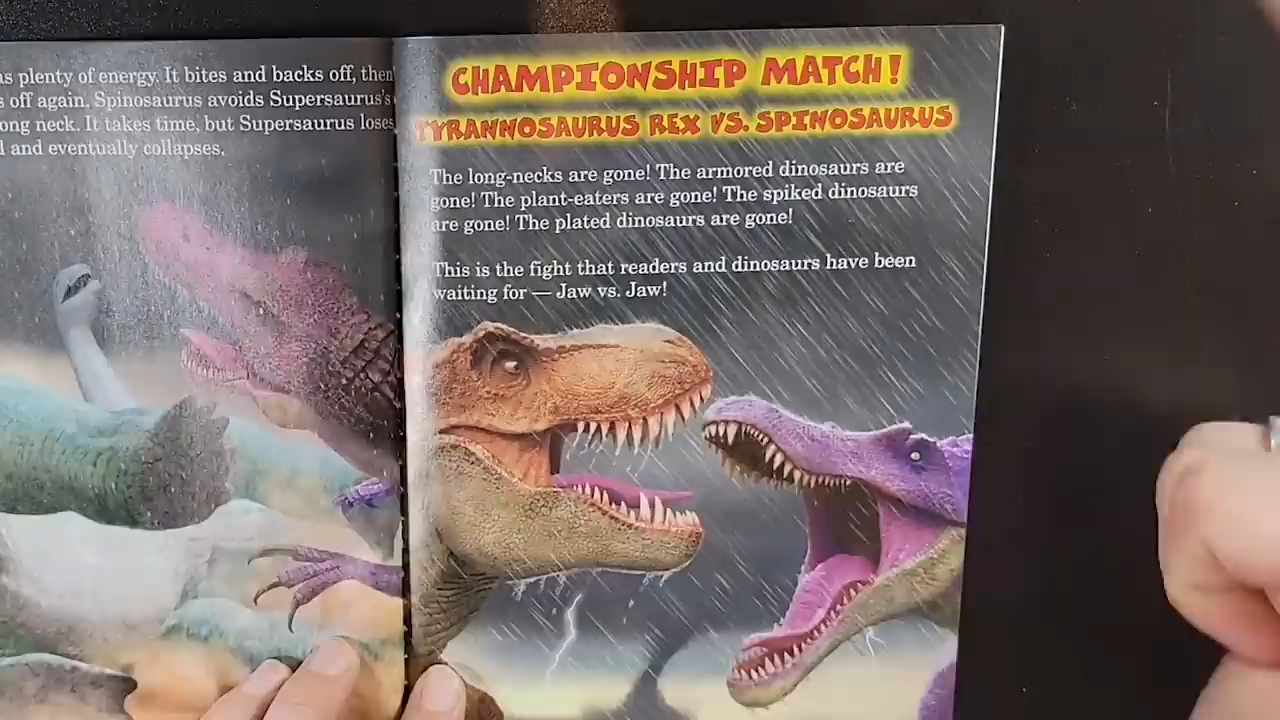 as plenty of energy. It bites and backs off, then
s off again. Spinosaurus avoids Supersaurus's
ong neck. It takes time, but Supersaurus loses
l and eventually collapses.
CHAMPIONSHIP MATCH!
TYRANNOSAURUS REX VS. SPINOSAURUS
The long-necks are gone! The armored dinosaurs are
gone! The plant-eaters are gone! The spiked dinosaurs
are gone! The plated dinosaurs are gone!
This is the fight that readers and dinosaurs have been
waiting for — Jaw vs. Jaw!